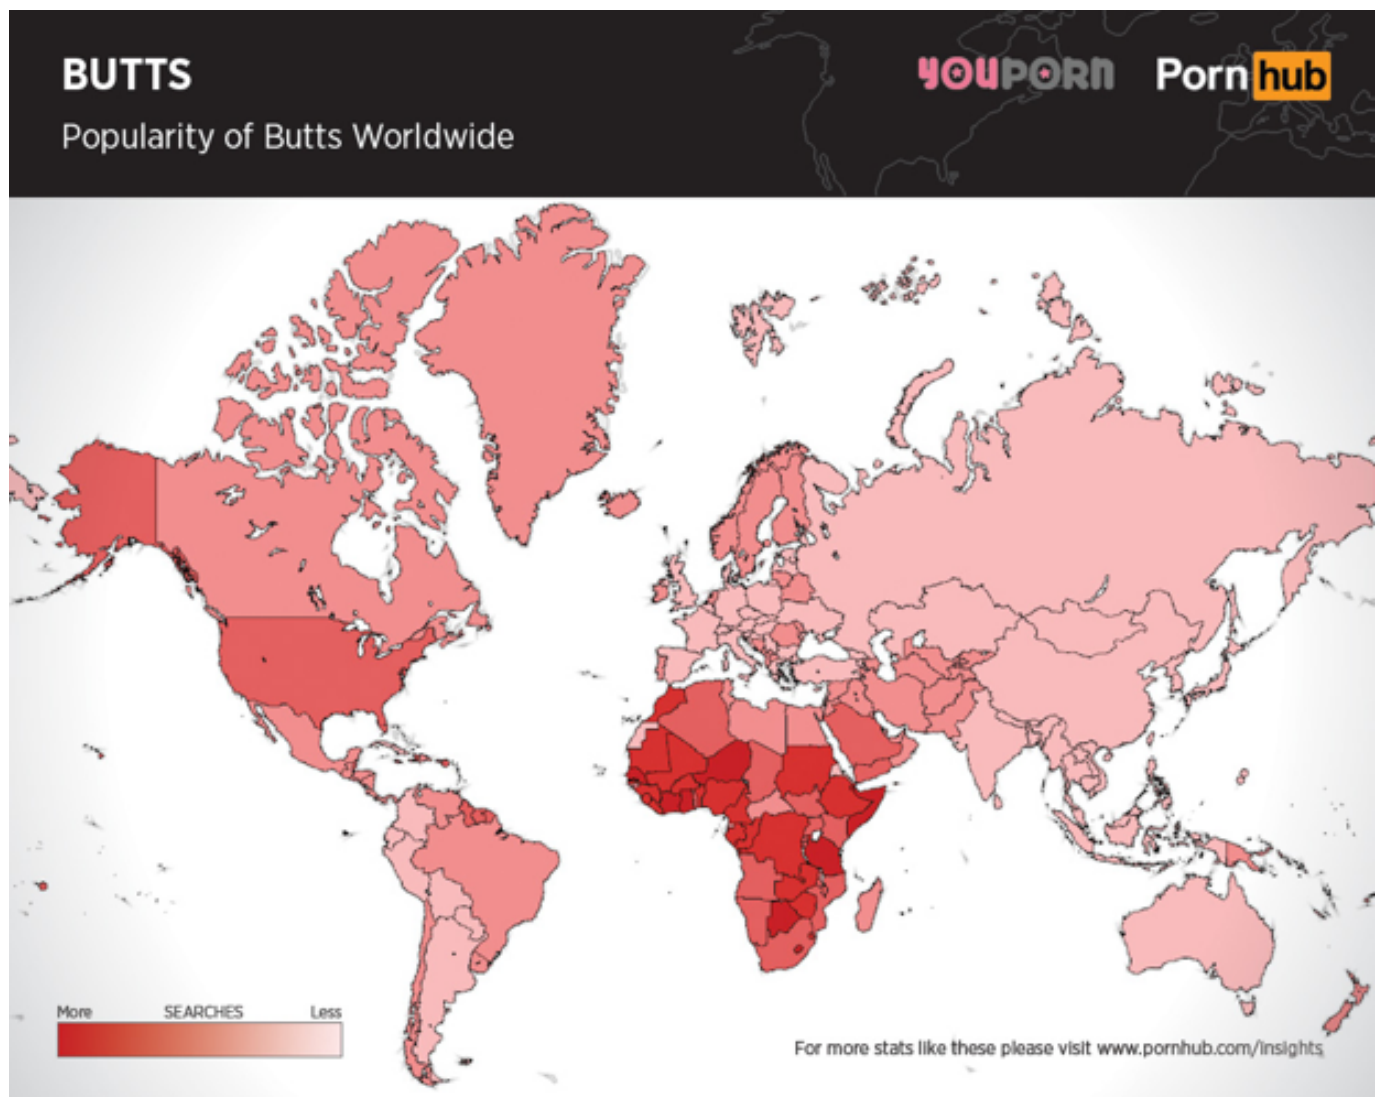 BUTTS
Popularity of Butts Worldwide
YOUPORN
Pornhub
More SEARCHES Less
For more stats like these please visit www.pornhub.com/insights